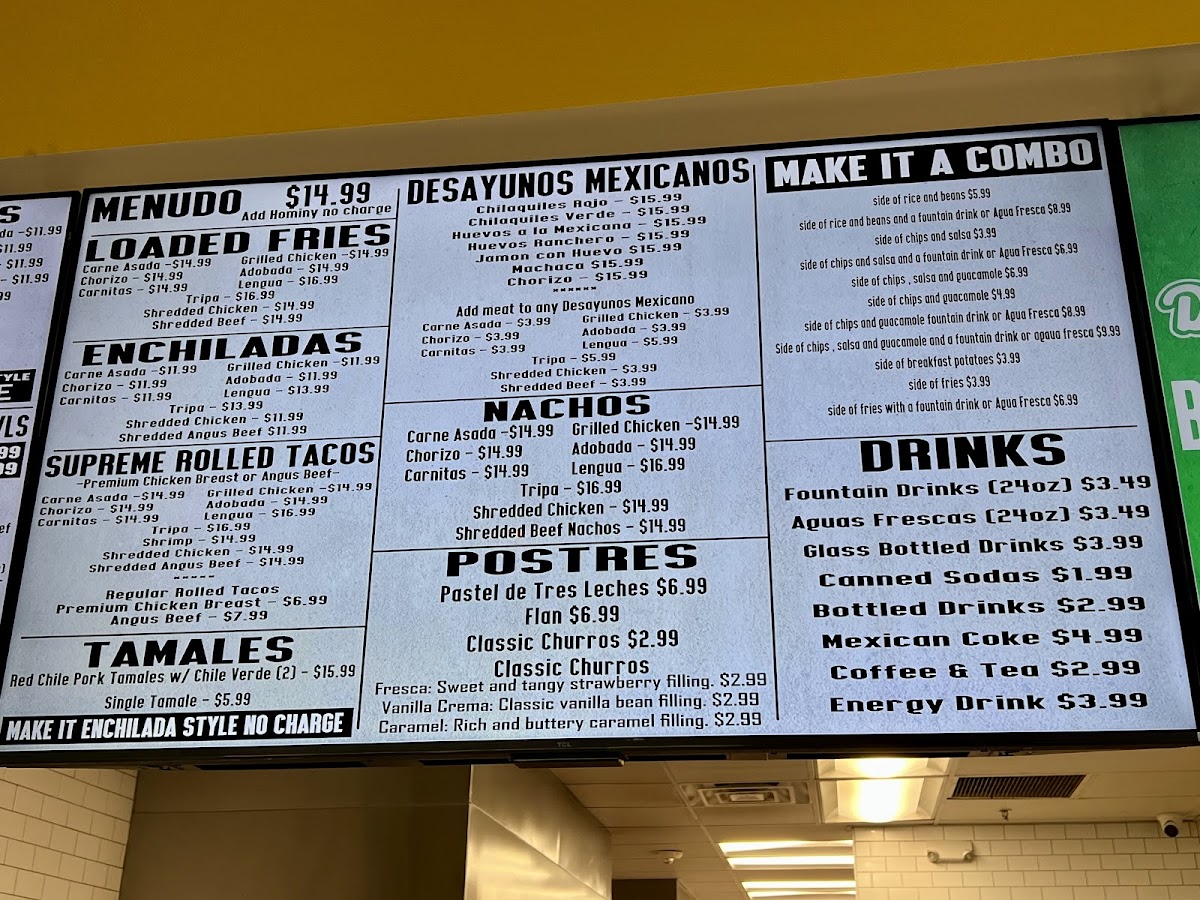 S
da -$11.99
$11.99
- $11.99
- $11.99
99
TYLE
E
WLS
99
99
ef
MENUDO $14.99
Add Hominy no charge
LOADED FRIES
Carne Asada -$14.99 Grilled Chicken -$14.99
Chorizo - $14.99 Adobada - $14.99
Carnitas - $14.99 Lengua - $16.99
Tripa - $16.99
Shredded Chicken - $14.99
Shredded Beef - $14.99
ENCHILADAS
Carne Asada -$11.99 Grilled Chicken -$11.99
Chorizo - $11.99 Adobada - $11.99
Carnitas - $11.99 Lengua - $13.99
Tripa - $13.99
Shredded Chicken - $11.99
Shredded Angus Beef $11.99
SUPREME ROLLED TACOS
-Premium Chicken Breast or Angus Beef-
Carne Asada -$14.99 Grilled Chicken -$14.99
Chorizo - $14.99 Adobada - $14.99
Carnitas - $14.99 Lengua - $16.99
Tripa - $16.99
Shrimp - $14.99
Shredded Chicken - $14.99
Shredded Angus Beef - $14.99
-----
Regular Rolled Tacos
Premium Chicken Breast - $6.99
Angus Beef - $7.99
TAMALES
Red Chile Pork Tamales w/ Chile Verde (2) - $15.99
Single Tamale - $5.99
MAKE IT ENCHILADA STYLE NO CHARGE
DESAYUNOS MEXICANOS
Chilaquiles Rojo - $15.99
Chilaquiles Verde - $15.99
Huevos a la Mexicana - $15.99
Huevos Ranchero - $15.99
Jamon con Huevo $15.99
Machaca $15.99
Chorizo - $15.99
******
Add meat to any Desayunos Mexicano
Carne Asada - $3.99 Grilled Chicken - $3.99
Chorizo - $3.99 Adobada - $3.99
Carnitas - $3.99 Lengua - $5.99
Tripa - $5.99
Shredded Chicken - $3.99
Shredded Beef - $3.99
NACHOS
Carne Asada -$14.99 Grilled Chicken -$14.99
Chorizo - $14.99 Adobada - $14.99
Carnitas - $14.99 Lengua - $16.99
Tripa - $16.99
Shredded Chicken - $14.99
Shredded Beef Nachos - $14.99
POSTRES
Pastel de Tres Leches $6.99
Flan $6.99
Classic Churros $2.99
Classic Churros
Fresca: Sweet and tangy strawberry filling. $2.99
Vanilla Crema: Classic vanilla bean filling. $2.99
Caramel: Rich and buttery caramel filling. $2.99
MAKE IT A COMBO
side of rice and beans $5.99
side of rice and beans and a fountain drink or Agua Fresca $8.99
side of chips and salsa $3.99
side of chips and salsa and a fountain drink or Agua Fresca $6.99
side of chips , salsa and guacamole $6.99
side of chips and guacamole $4.99
side of chips and guacamole fountain drink or Agua Fresca $8.99
Side of chips , salsa and guacamole and a fountain drink or agaua fresca $9.99
side of breakfast potatoes $3.99
side of fries $3.99
side of fries with a fountain drink or Agua Fresca $6.99
DRINKS
Fountain Drinks (24oz) $3.49
Aguas Frescas (24oz) $3.49
Glass Bottled Drinks $3.99
Canned Sodas $1.99
Bottled Drinks $2.99
Mexican Coke $4.99
Coffee & Tea $2.99
Energy Drink $3.99
TCL
B